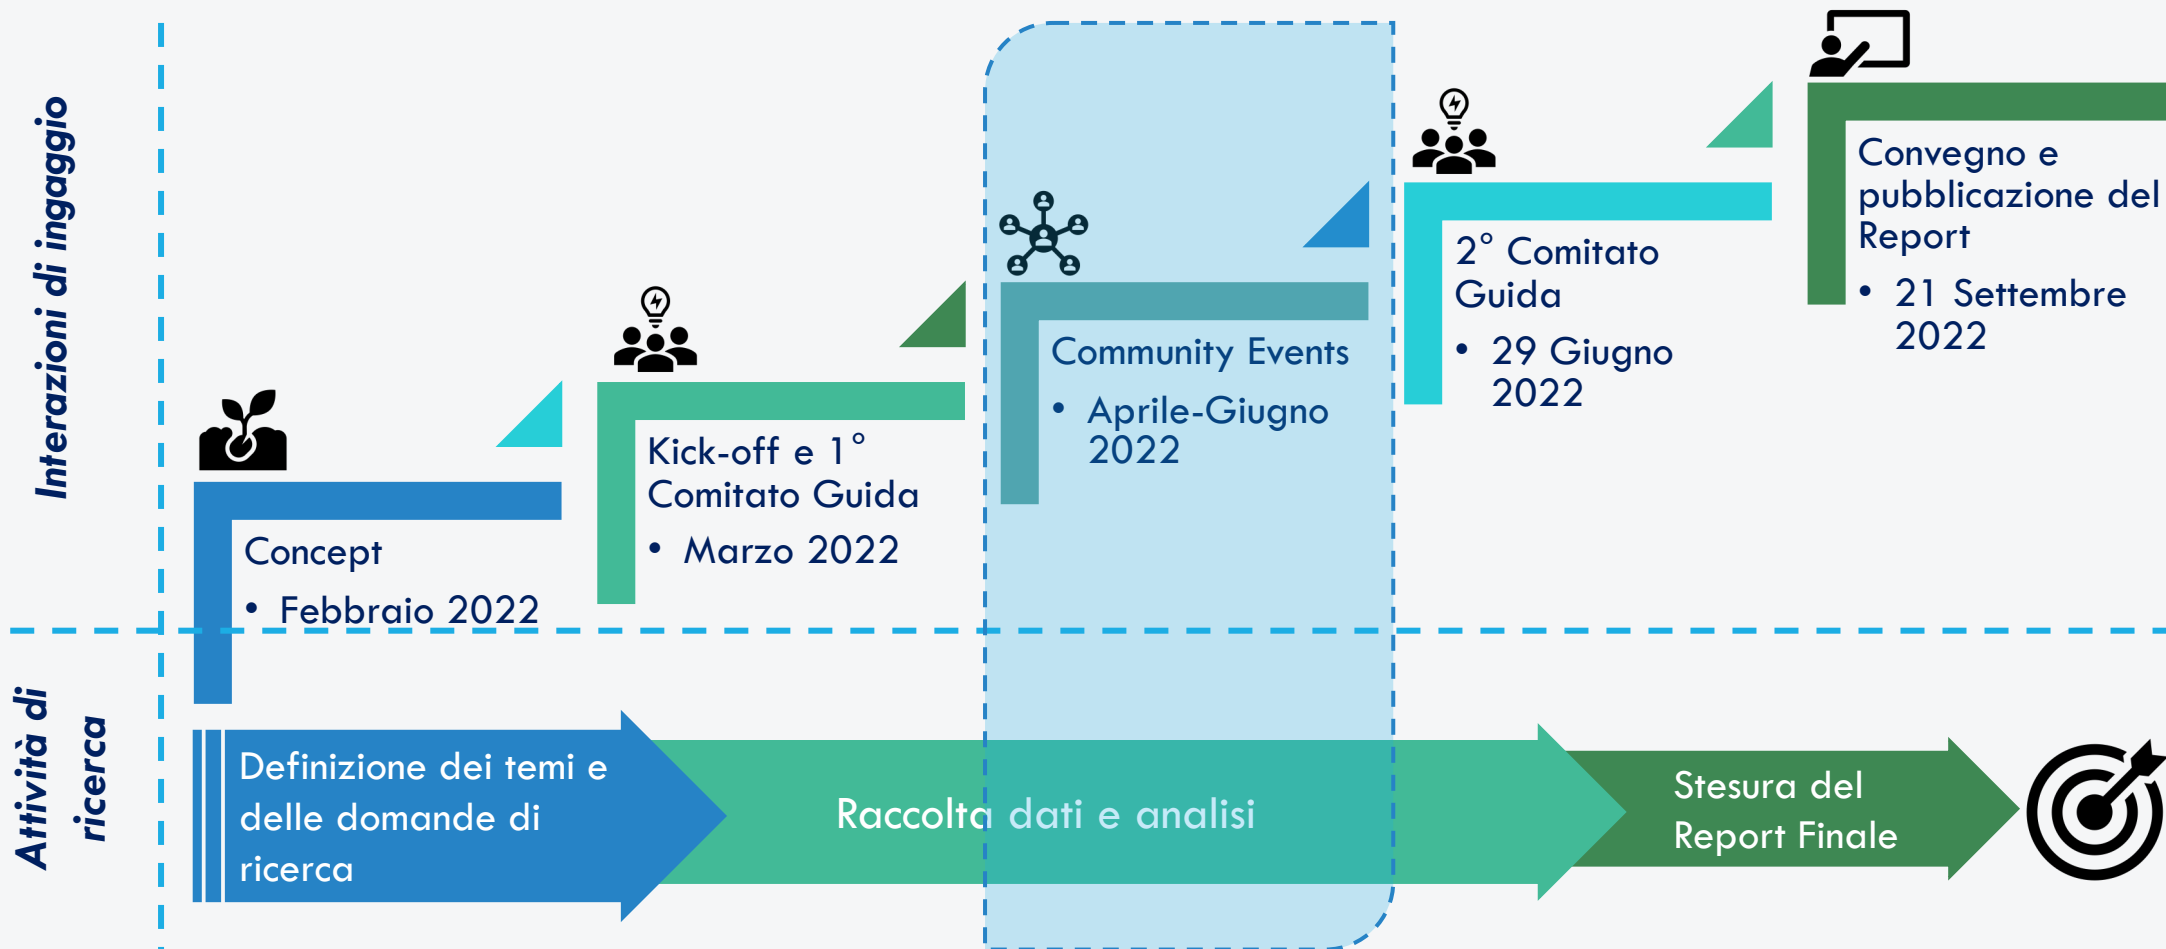 Interazioni di ingaggio
Concept
• Febbraio 2022
Kick-off e 1°
Comitato Guida
• Marzo 2022
Community Events
• Aprile-Giugno
2022
2° Comitato
Guida
• 29 Giugno
2022
Convegno e
pubblicazione del
Report
• 21 Settembre
2022
Attività di
ricerca
Definizione dei temi e
delle domande di
ricerca
Raccolta dati e analisi
Stesura del
Report Finale